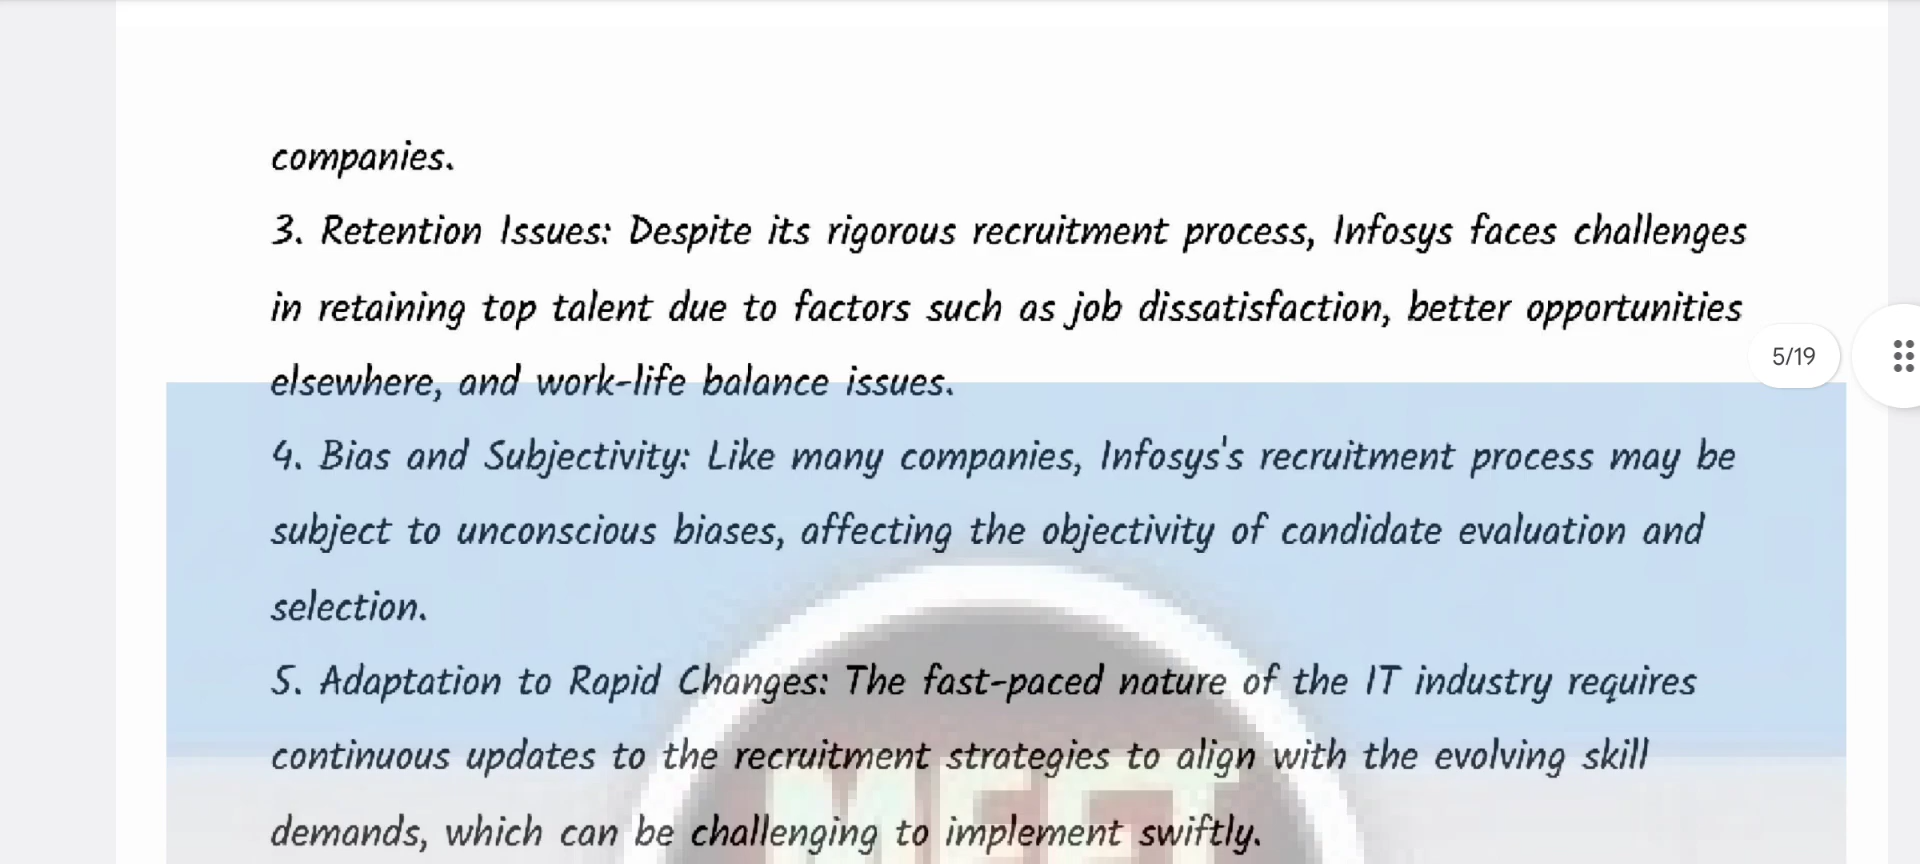 companies.
3. Retention Issues: Despite its rigorous recruitment process, Infosys faces challenges
in retaining top talent due to factors such as job dissatisfaction, better opportunities
5/19
elsewhere, and work-life balance issues.
4. Bias and Subjectivity: Like many companies, Infosys's recruitment process may be
subject to unconscious biases, affecting the objectivity of candidate evaluation and
selection.
5. Adaptation to Rapid Changes: The fast-paced nature of the IT industry requires
continuous updates to the recruitment strategies to align with the evolving skill
demands, which can be challenging to implement swiftly.